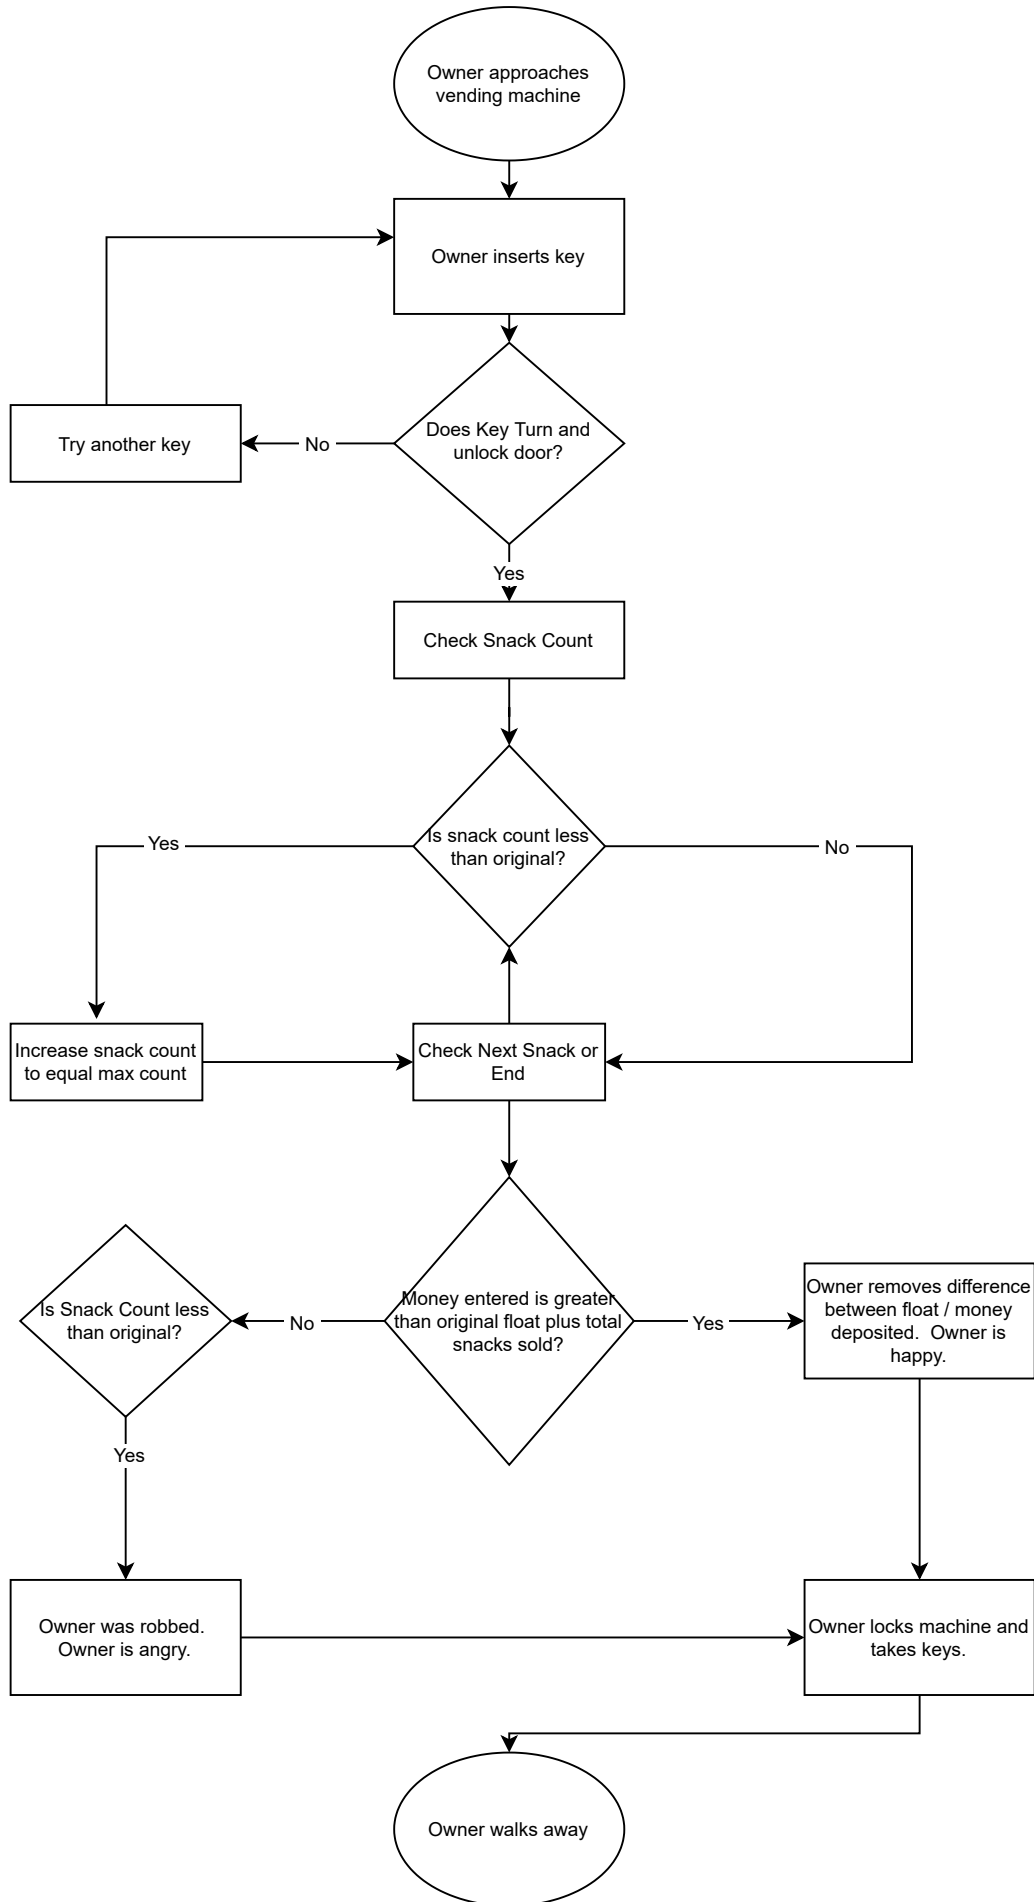 Owner approaches
vending machine
Owner inserts key
Does Key Turn and
unlock door?
No
Try another key
Yes
Check Snack Count
Is snack count less
than original?
Yes
No
Increase snack count
to equal max count
Check Next Snack or
End
Is Snack Count less
than original?
No
Money entered is greater
than original float plus total
snacks sold?
Yes
Owner removes difference
between float / money
deposited. Owner is
happy.
Yes
Owner was robbed.
Owner is angry.
Owner locks machine and
takes keys.
Owner walks away